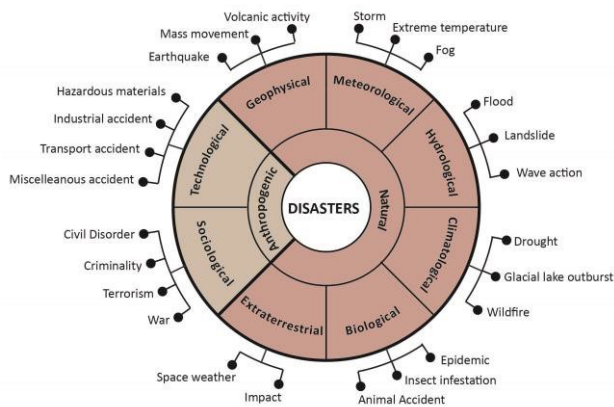 Volcanic activity
Mass movement
Earthquake
Storm
Extreme temperature
Fog
Hazardous materials
Industrial accident
Transport accident
Miscelleanous accident
Flood
Landslide
Wave action
Geophysical
Meteorological
Hydrological
Technological
Anthropogenic
Natural
DISASTERS
Sociological
Climatological
Extraterrestrial
Biological
Civil Disorder
Criminality
Terrorism
War
Drought
Glacial lake outburst
Wildfire
Space weather
Impact
Epidemic
Insect infestation
Animal Accident